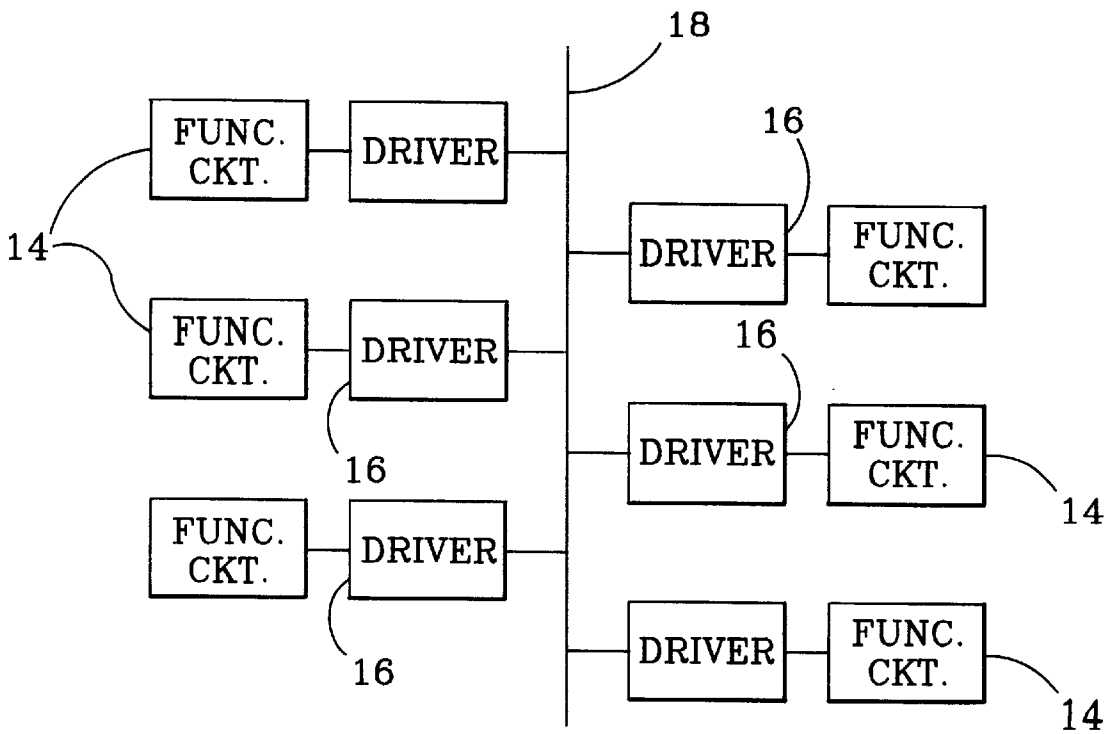 18
FUNC.
CKT.
DRIVER
16
DRIVER
FUNC.
CKT.
14
FUNC.
CKT.
DRIVER
16
16
DRIVER
FUNC.
CKT.
14
FUNC.
CKT.
DRIVER
16
DRIVER
FUNC.
CKT.
14